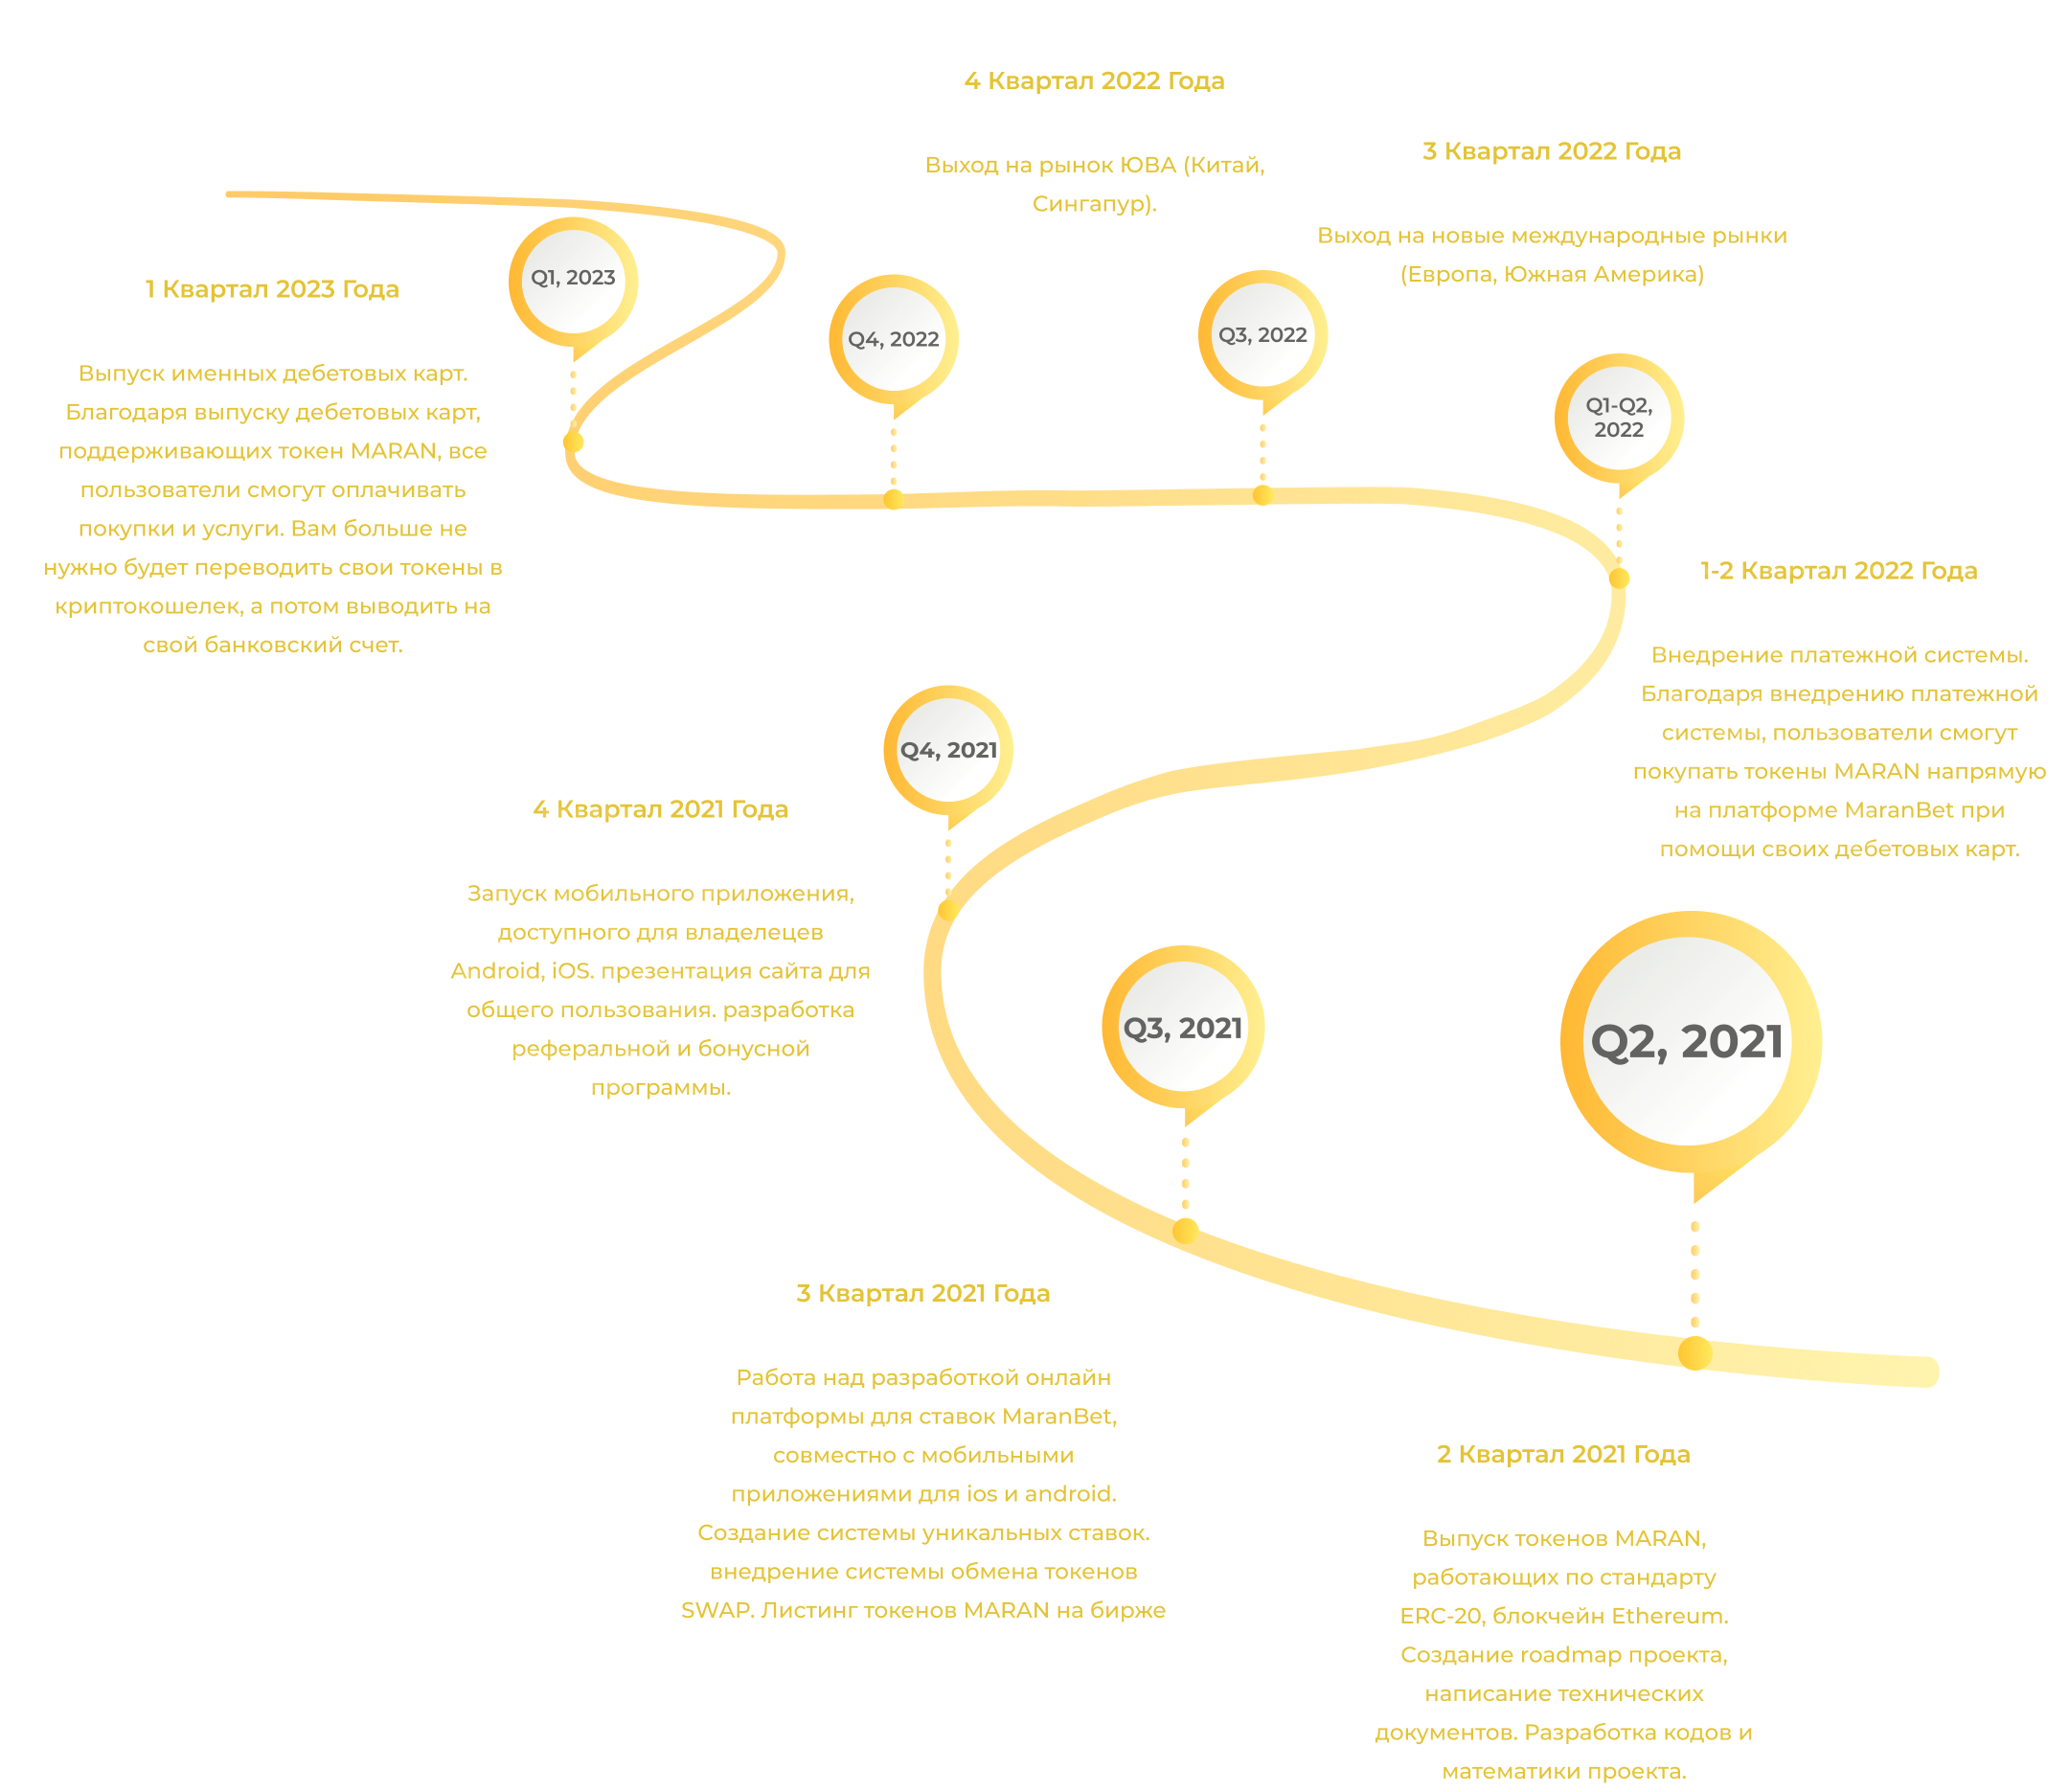 4 Квартал 2022 Года
Выход на рынок ЮВА (Китай,
Сингапур).
3 Квартал 2022 Года
Выход на новые международные рынки
(Европа, Южная Америка)
Q1, 2023
1 Квартал 2023 Года
Выпуск именных дебетовых карт.
Благодаря выпуску дебетовых карт,
поддерживающих токен MARAN, все
пользователи смогут оплачивать
покупки и услуги. Вам больше не
нужно будет переводить свои токены в
криптокошелек, а потом выводить на
свой банковский счет.
Q4, 2022
Q3, 2022
Q1-Q2,
2022
1-2 Квартал 2022 Года
Внедрение платежной системы.
Благодаря внедрению платежной
системы, пользователи смогут
покупать токены MARAN напрямую
на платформе MaranBet при
помощи своих дебетовых карт.
Q4, 2021
4 Квартал 2021 Года
Запуск мобильного приложения,
доступного для владелецев
Android, iOS. презентация сайта для
общего пользования. разработка
реферальной и бонусной
программы.
Q3, 2021
Q2, 2021
3 Квартал 2021 Года
Работа над разработкой онлайн
платформы для ставок MaranBet,
совместно с мобильными
приложениями для ios и android.
Создание системы уникальных ставок.
внедрение системы обмена токенов
SWAP. Листинг токенов MARAN на бирже
2 Квартал 2021 Года
Выпуск токенов MARAN,
работающих по стандарту
ERC-20, блокчейн Ethereum.
Создание roadmap проекта,
написание технических
документов. Разработка кодов и
математики проекта.